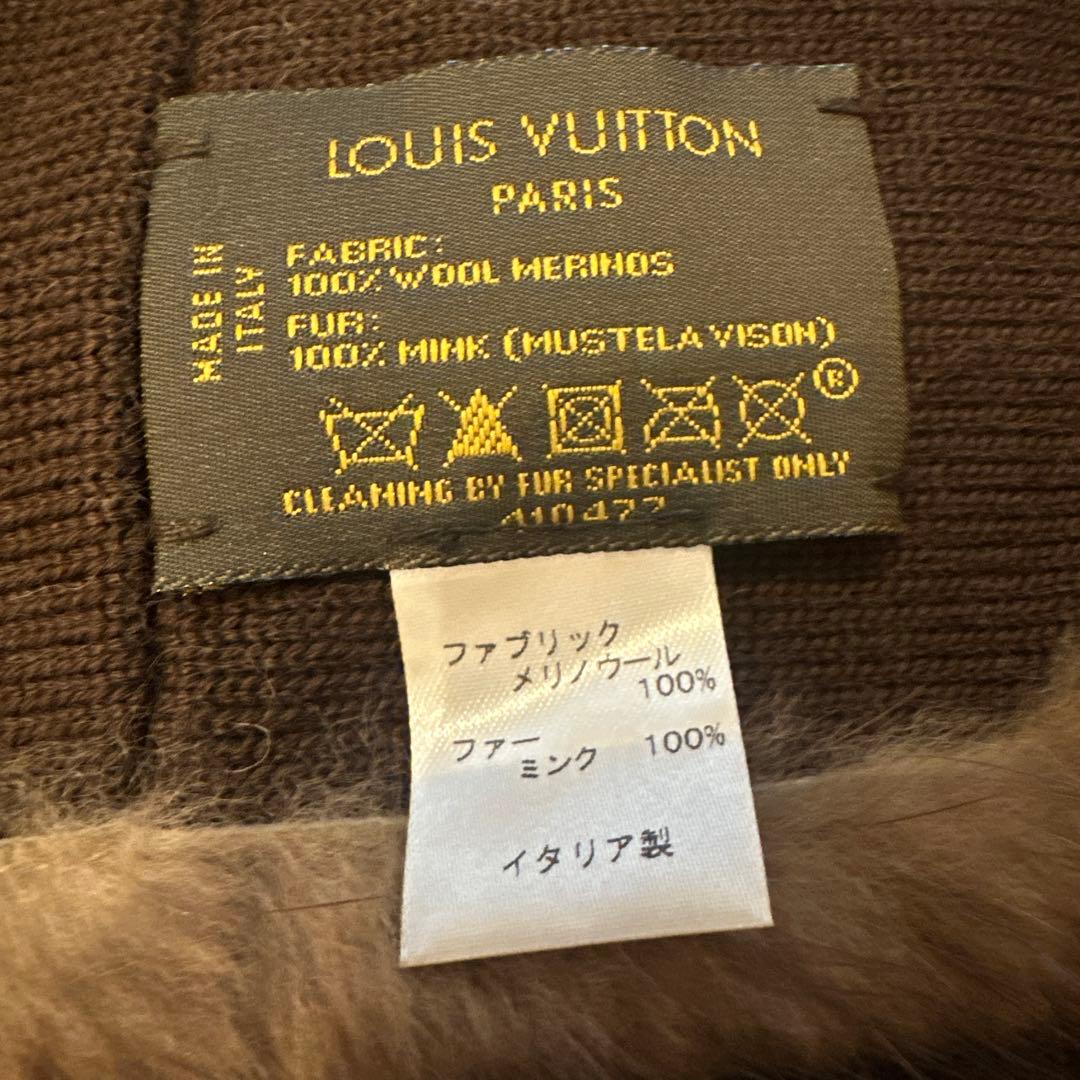 LOUIS VUITTON
PARIS
MADE IN
ITALY
FABRIC:
100% WOOL MERINOS
FUR:
100% MINK (MUSTELA VISON)
®
CLEANING BY FUR SPECIALIST ONLY
410477
ファブリック
メリノウール
100%
ファー
ミンク 100%
イタリア製